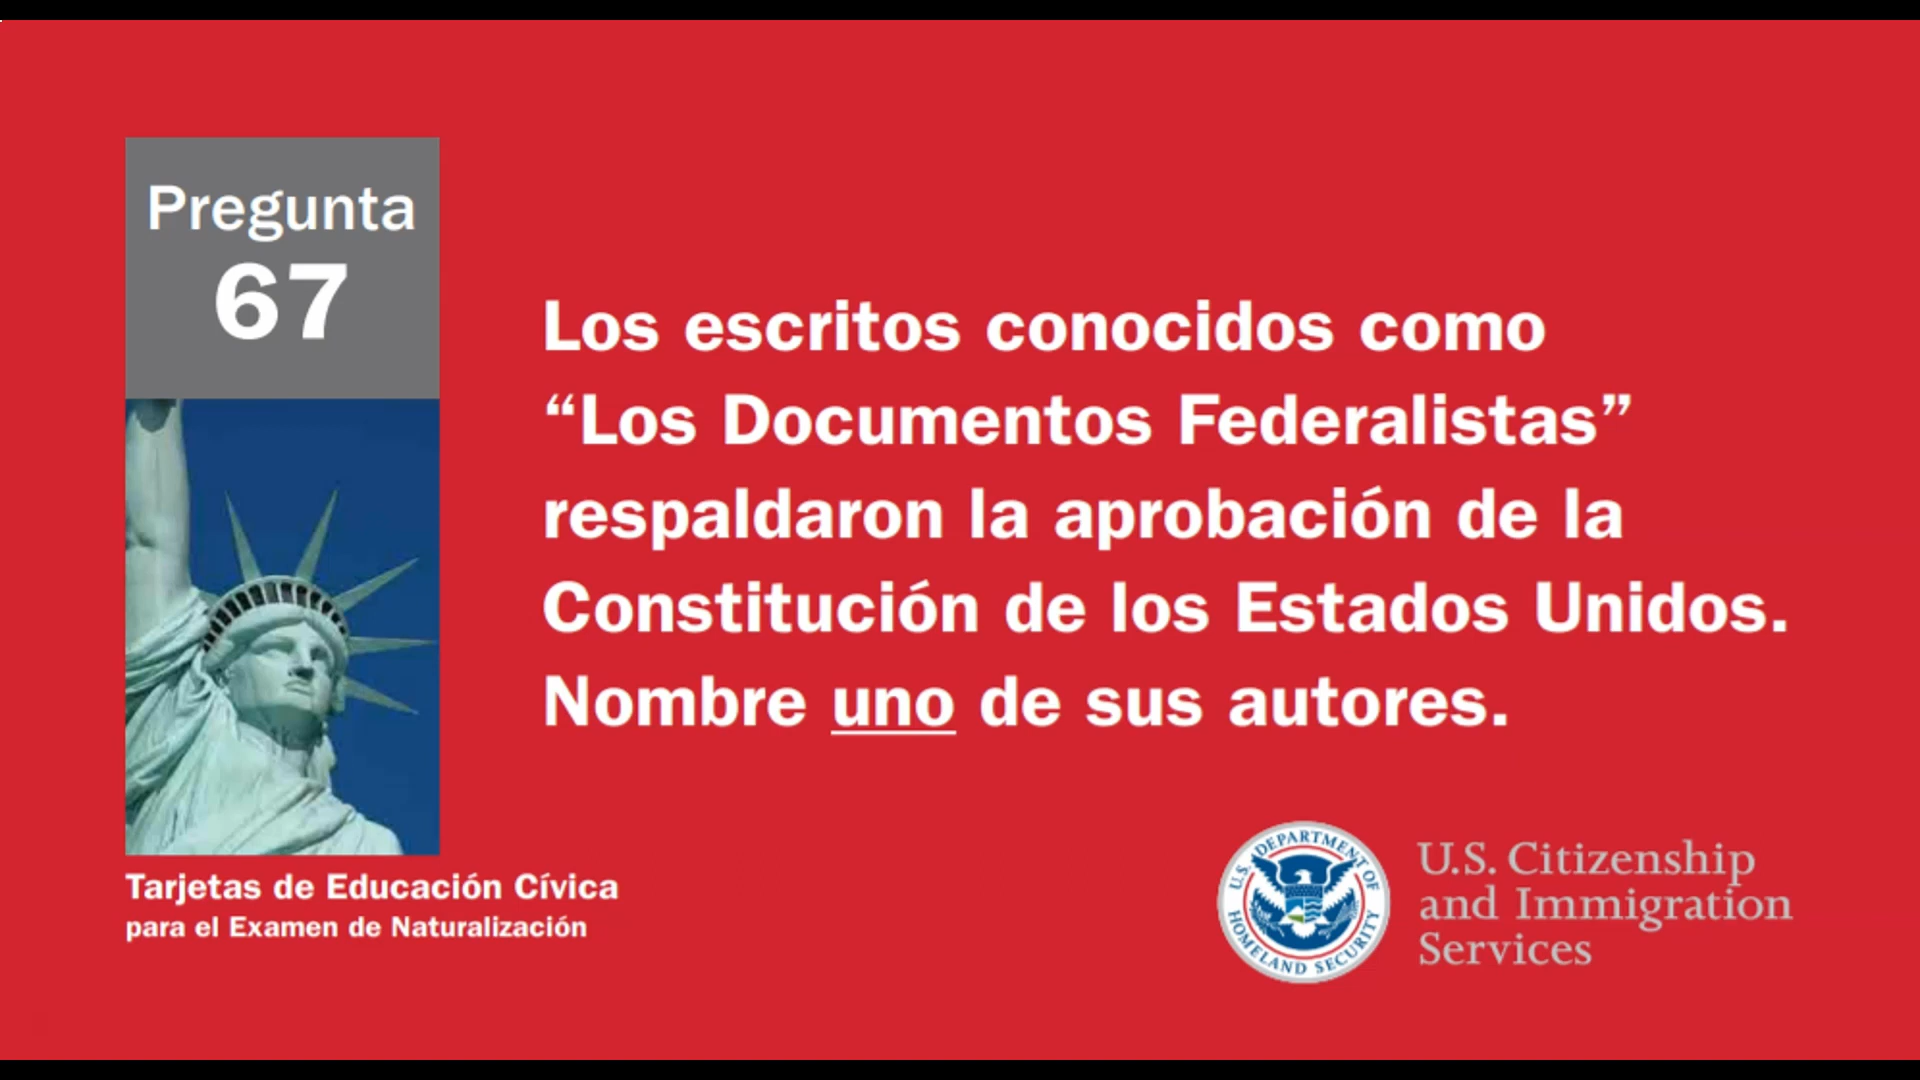 Pregunta
67
Los escritos conocidos como
“Los Documentos Federalistas”
respaldaron la aprobación de la
Constitución de los Estados Unidos.
Nombre uno de sus autores.
Tarjetas de Educación Cívica
para el Examen de Naturalización
U.S. DEPARTMENT OF
HOMELAND SECURITY
U.S. Citizenship
and Immigration
Services